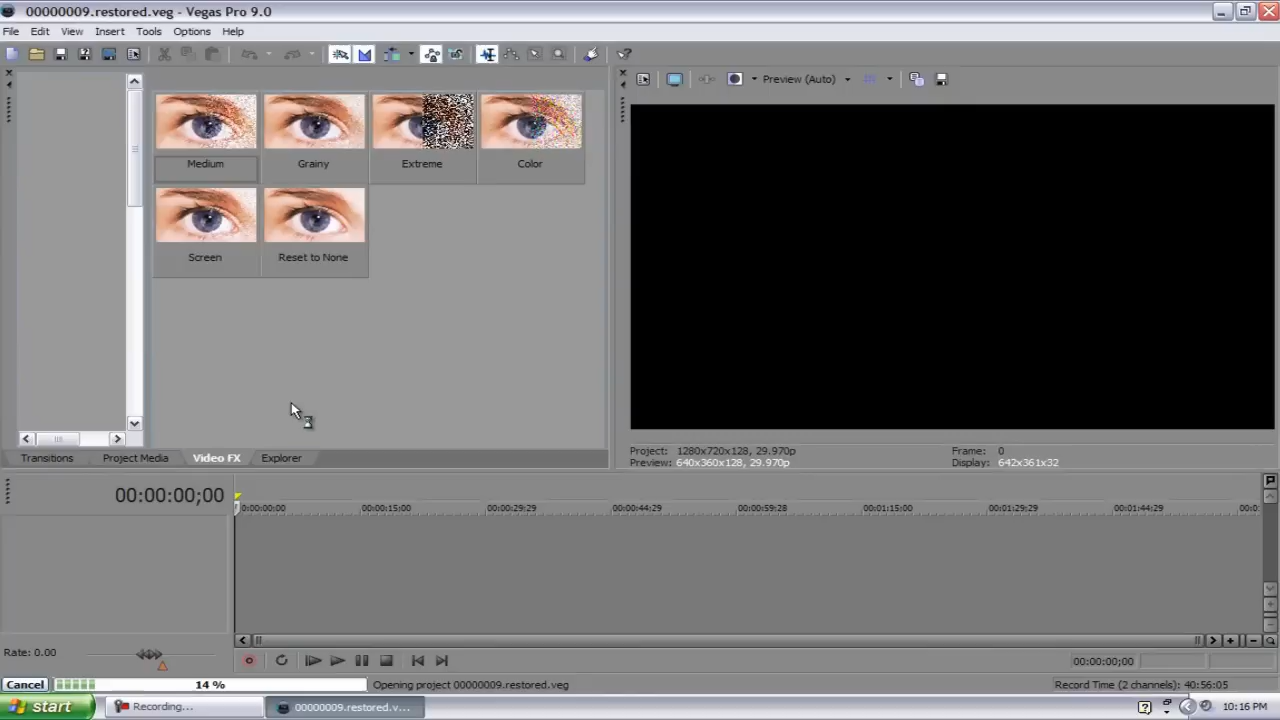 00000009.restored.veg - Vegas Pro 9.0
File Edit View Insert Tools Options Help
Preview (Auto)
Medium Grainy Extreme Color
Screen Reset to None
Project: 1280x720x128, 29.970p Frame: 0
Preview: 640x360x128, 29.970p Display: 642x361x32
Transitions Project Media Video FX Explorer
00:00:00;00
0:00:00;00 00:00:15;00 00:00:29;29 00:00:44;29 00:00:59;28 00:01:15;00 00:01:29;29 00:01:44;29 00:0
Rate: 0.00
00:00:00;00
Cancel 14 % Opening project 00000009.restored.veg Record Time (2 channels): 40:56:05
start Recording... 00000009.restored.v... 10:16 PM